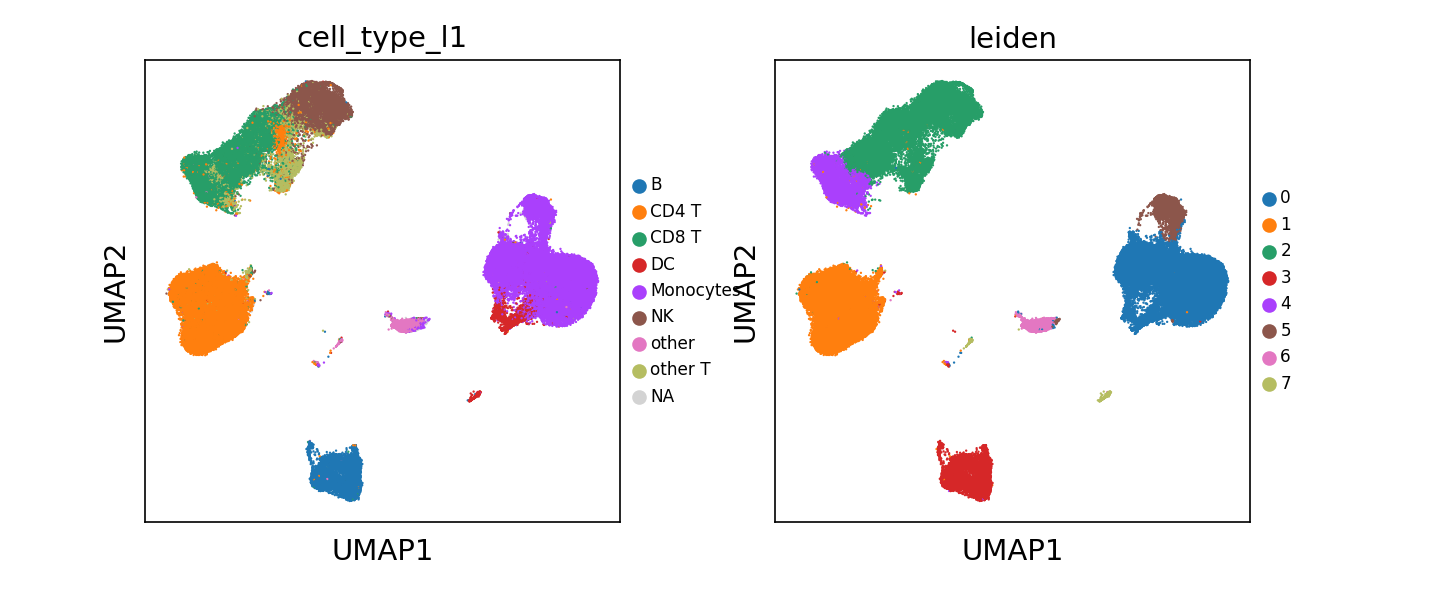 cell_type_l1
UMAP2
UMAP1
B
CD4 T
CD8 T
DC
Monocytes
NK
other
other T
NA
leiden
UMAP2
UMAP1
0
1
2
3
4
5
6
7